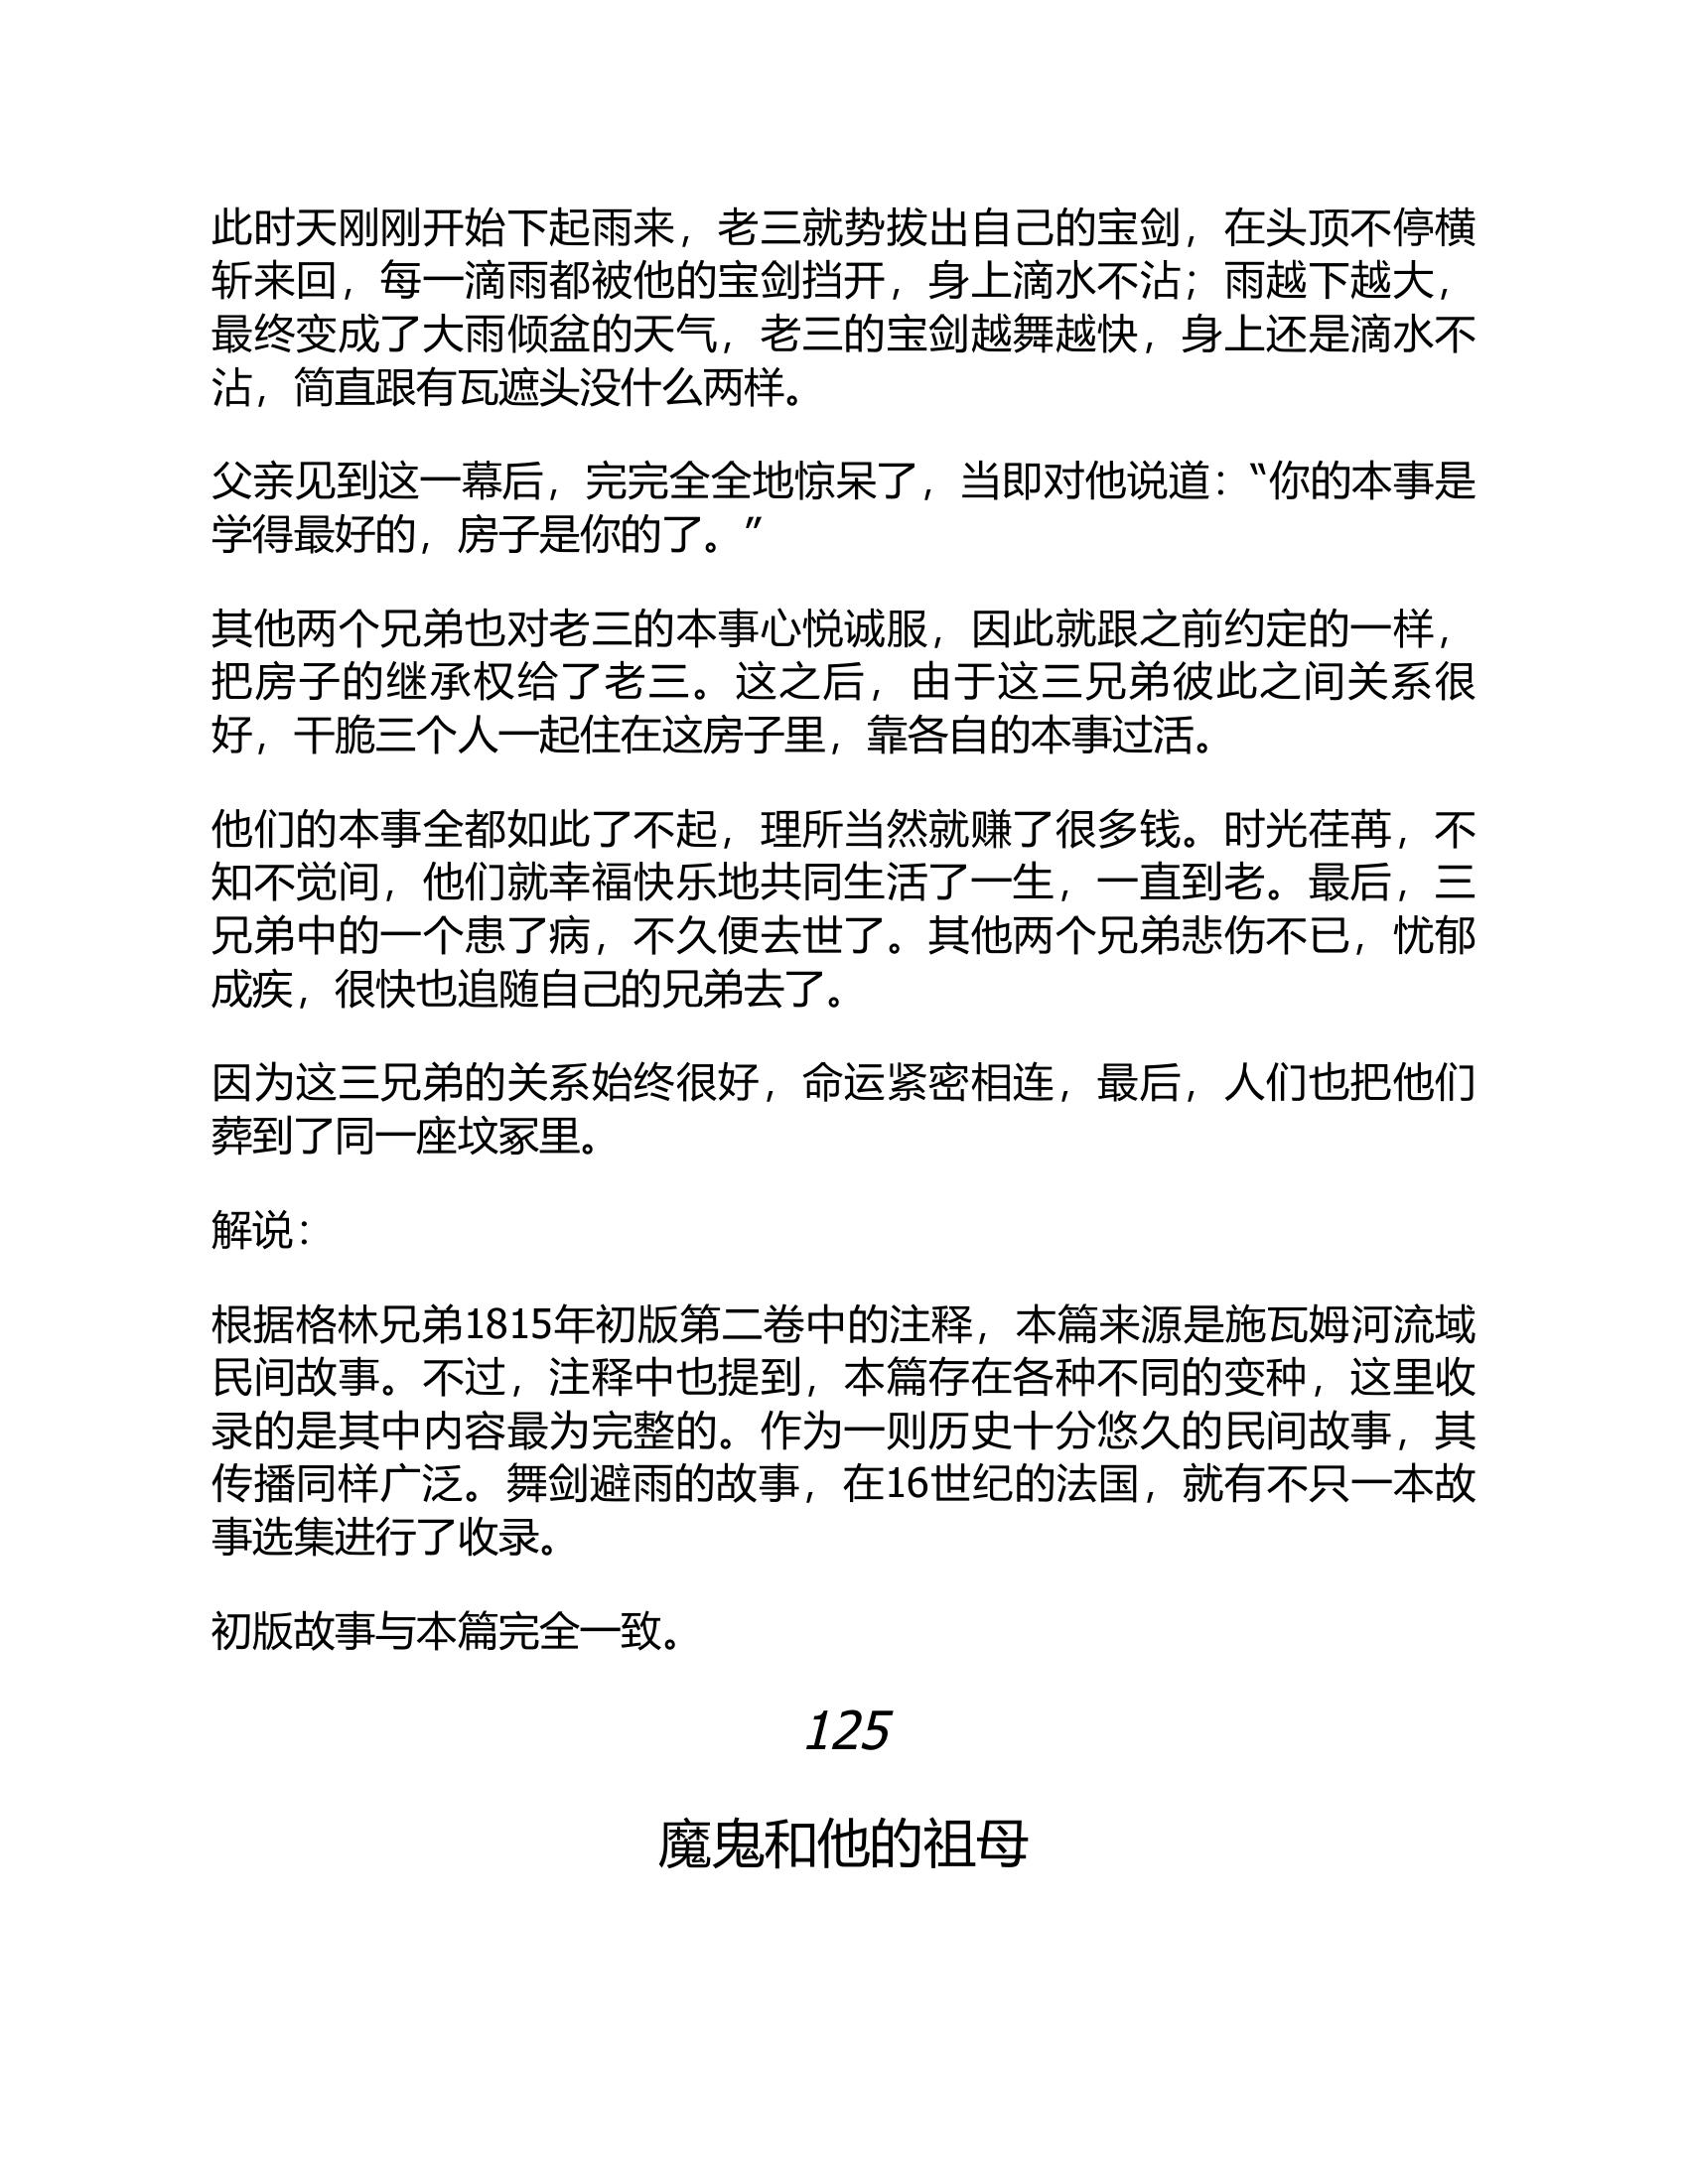 此时天刚刚开始下起雨来，老三就势拔出自己的宝剑，在头顶不停横
斩来回，每一滴雨都被他的宝剑挡开，身上滴水不沾；雨越下越大，
最终变成了大雨倾盆的天气，老三的宝剑越舞越快，身上还是滴水不
沾，简直跟有瓦遮头没什么两样。
父亲见到这一幕后，完完全全地惊呆了，当即对他说道：“你的本事是
学得最好的，房子是你的了。”
其他两个兄弟也对老三的本事心悦诚服，因此就跟之前约定的一样，
把房子的继承权给了老三。这之后，由于这三兄弟彼此之间关系很
好，干脆三个人一起住在这房子里，靠各自的本事过活。
他们的本事全都如此了不起，理所当然就赚了很多钱。时光荏苒，不
知不觉间，他们就幸福快乐地共同生活了一生，一直到老。最后，三
兄弟中的一个患了病，不久便去世了。其他两个兄弟悲伤不已，忧郁
成疾，很快也追随自己的兄弟去了。
因为这三兄弟的关系始终很好，命运紧密相连，最后，人们也把他们
葬到了同一座坟冢里。
解说：
根据格林兄弟1815年初版第二卷中的注释，本篇来源是施瓦姆河流域
民间故事。不过，注释中也提到，本篇存在各种不同的变种，这里收
录的是其中内容最为完整的。作为一则历史十分悠久的民间故事，其
传播同样广泛。舞剑避雨的故事，在16世纪的法国，就有不只一本故
事选集进行了收录。
初版故事与本篇完全一致。
125
魔鬼和他的祖母